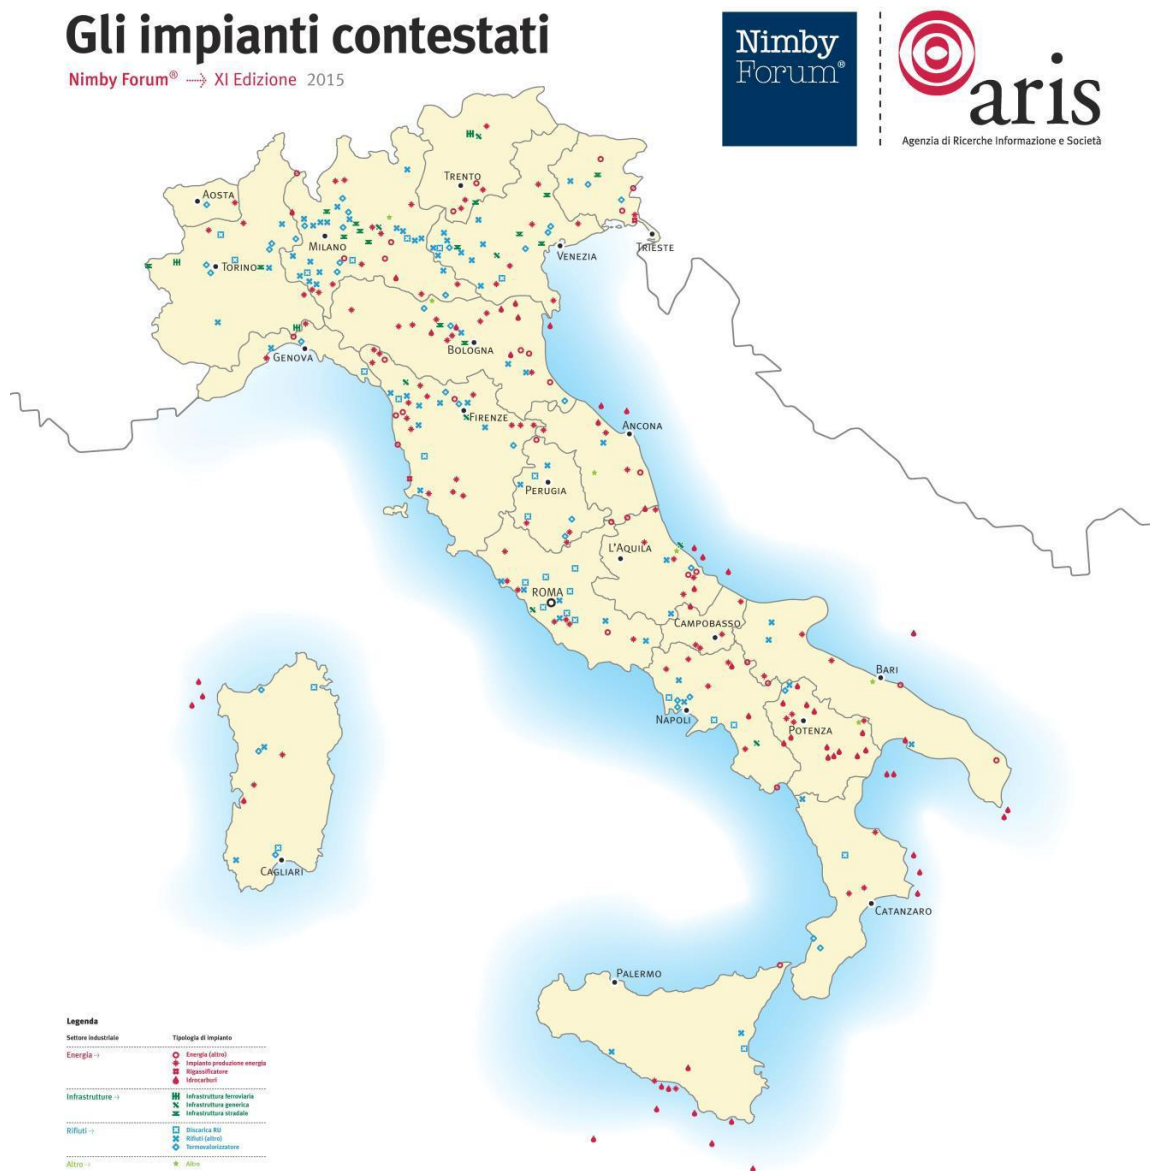 Gli impianti contestati
Nimby Forum® XI Edizione 2015
Nimby
Forum®
aris
Agenzia di Ricerche Informazione e Società
Trento
Aosta
Trieste
Milano
Venezia
Torino
Bologna
Genova
Firenze
Ancona
Perugia
L'Aquila
Roma
Campobasso
Bari
Napoli
Potenza
Cagliari
Catanzaro
Palermo
Legenda
Settore industriale Tipologia di impianto
Energia → Energia (altro)
Impianto produzione energia
Rigassificatore
Idrocarburi
Infrastrutture → Infrastruttura ferroviaria
Infrastruttura generica
Infrastruttura stradale
Rifiuti → Discarica RU
Rifiuti (altro)
Termovalorizzatore
Altro → Altro